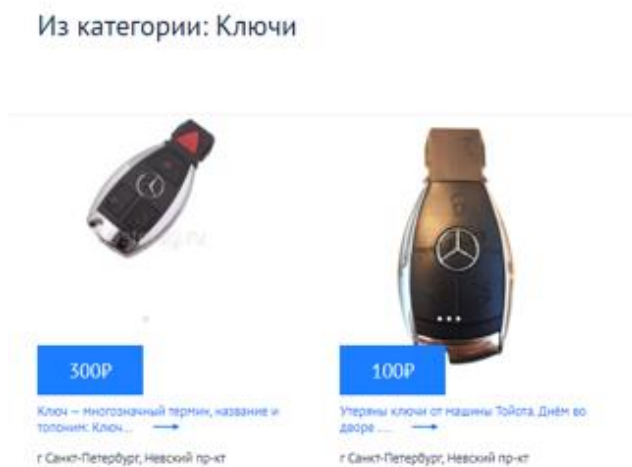 Из категории: Ключи
300₽
100₽
Ключ — многозначный термин, название и
топоним: Ключ...
Утеряны ключи от машины Тойота. Днём во
дворе ....
г Санкт-Петербург, Невский пр-кт
г Санкт-Петербург, Невский пр-кт